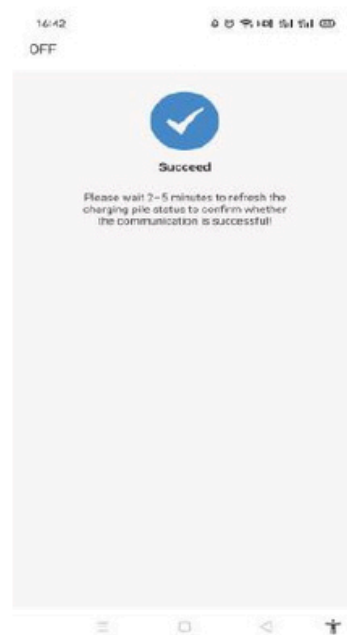 16:42
OFF
Succeed
Please wait 2-5 minutes to refresh the
charging pile status to confirm whether
the communication is successful!